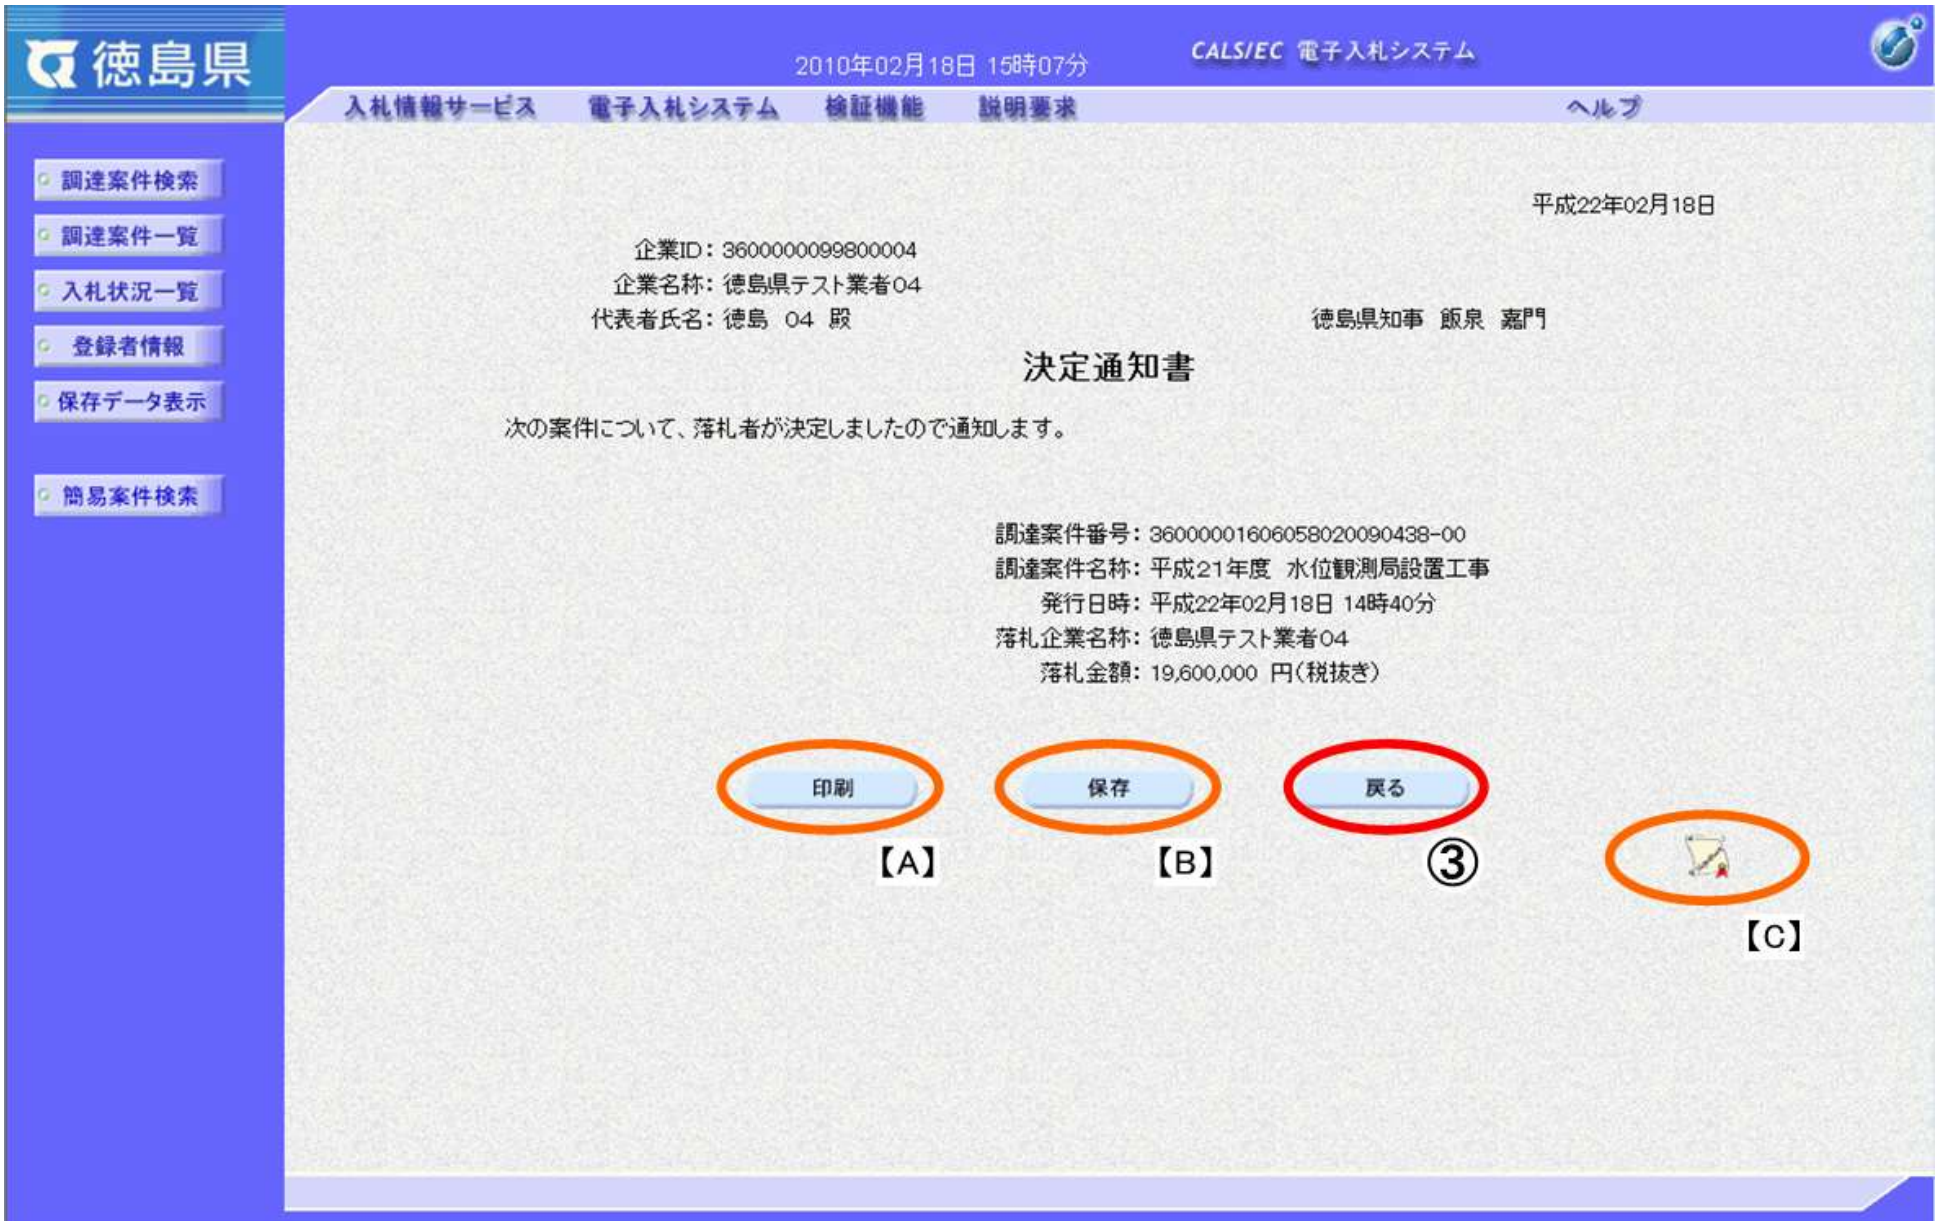 徳島県
2010年02月18日 15時07分
CALS/EC 電子入札システム
入札情報サービス 電子入札システム 検証機能 説明要求 ヘルプ
調達案件検索
調達案件一覧
入札状況一覧
登録者情報
保存データ表示
簡易案件検索
平成22年02月18日
企業ID：3600000099800004
企業名称：徳島県テスト業者04
代表者氏名：徳島 04 殿
徳島県知事 飯泉 嘉門
決定通知書
次の案件について、落札者が決定しましたので通知します。
調達案件番号：36000001606058020090438-00
調達案件名称：平成21年度 水位観測局設置工事
発行日時：平成22年02月18日 14時40分
落札企業名称：徳島県テスト業者04
落札金額：19,600,000 円（税抜き）
印刷 保存 戻る
【A】 【B】 ③
【C】